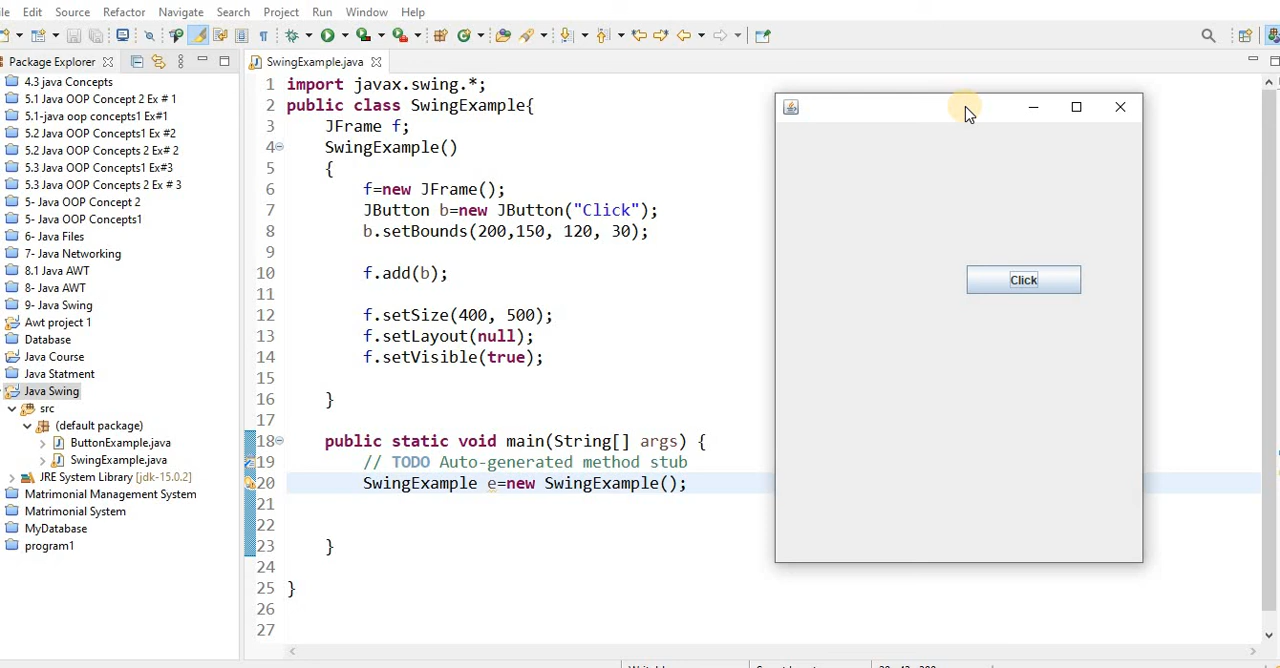 Edit Source Refactor Navigate Search Project Run Window Help
Package Explorer
SwingExample.java
4.3 java Concepts
5.1 Java OOP Concept 2 Ex # 1
5.1-java oop concepts1 Ex#1
5.2 Java OOP Concepts1 Ex #2
5.2 Java OOP Concepts 2 Ex# 2
5.3 Java OOP Concepts1 Ex#3
5.3 Java OOP Concepts 2 Ex # 3
5- Java OOP Concept 2
5- Java OOP Concepts1
6- Java Files
7- Java Networking
8.1 Java AWT
8- Java AWT
9- Java Swing
Awt project 1
Database
Java Course
Java Statment
Java Swing
src
(default package)
ButtonExample.java
SwingExample.java
JRE System Library [jdk-15.0.2]
Matrimonial Management System
Matrimonial System
MyDatabase
program1
1 import javax.swing.*;
2 public class SwingExample{
3 JFrame f;
4 SwingExample()
5 {
6 f=new JFrame();
7 JButton b=new JButton("Click");
8 b.setBounds(200,150, 120, 30);
9
10 f.add(b);
11
12 f.setSize(400, 500);
13 f.setLayout(null);
14 f.setVisible(true);
15
16 }
17
18 public static void main(String[] args) {
19 // TODO Auto-generated method stub
20 SwingExample e=new SwingExample();
21
22
23 }
24
25 }
26
27
Click